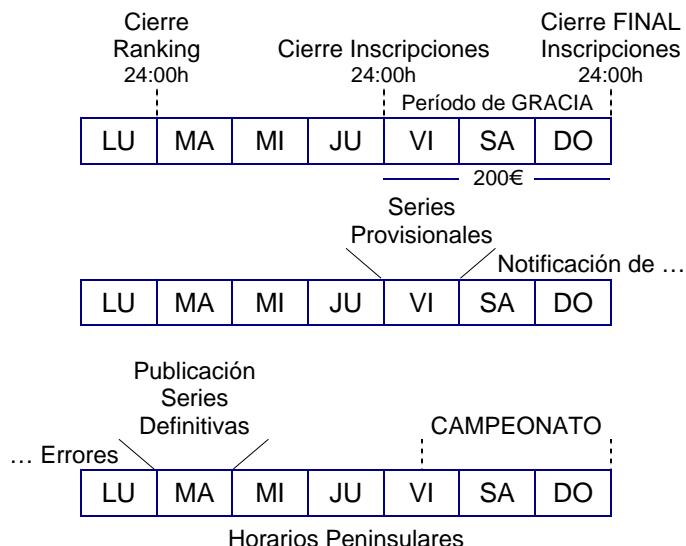 Cierre
Ranking
24:00h
Cierre Inscripciones
24:00h
Cierre FINAL
Inscripciones
24:00h
Período de GRACIA
LU MA MI JU VI SA DO
200€
Series
Provisionales
Notificación de …
LU MA MI JU VI SA DO
Publicación
Series
Definitivas
… Errores
CAMPEONATO
LU MA MI JU VI SA DO
Horarios Peninsulares